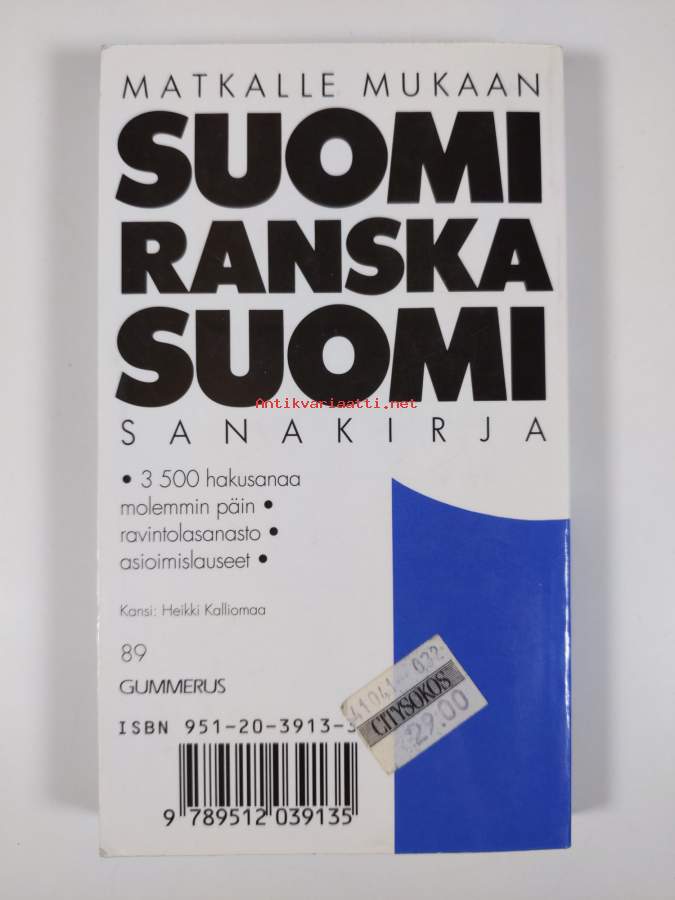 MATKALLE MUKAAN
SUOMI
RANSKA
SUOMI
Antikvariaatti.net
SANAKIRJA
• 3 500 hakusanaa
molemmin päin •
ravintolasanasto •
asioimislauseet •
Kansi: Heikki Kalliomaa
89
GUMMERUS
ISBN 951-20-3913-
032
CITYSOKOS
29.00
9 789512 039135